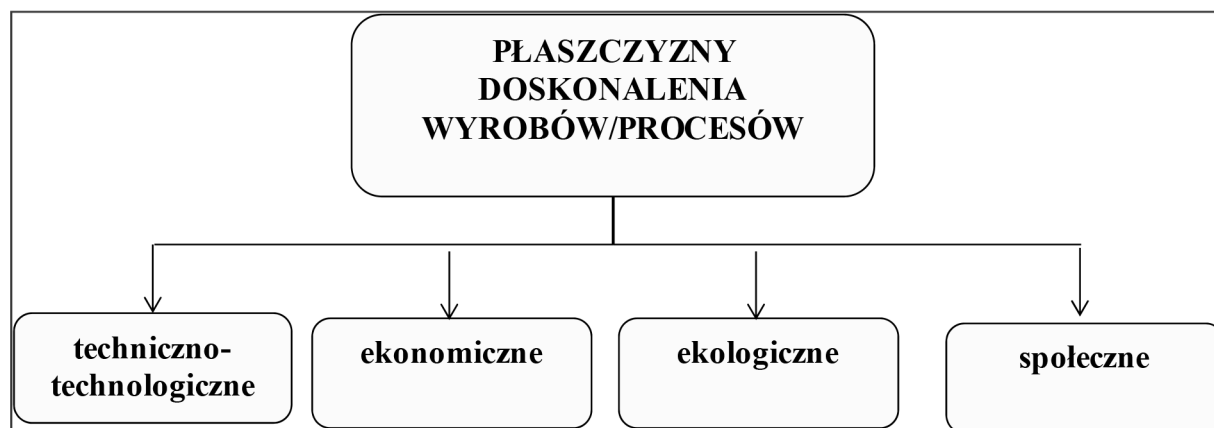 PŁASZCZYZNY
DOSKONALENIA
WYROBÓW/PROCESÓW
techniczno-
technologiczne
ekonomiczne
ekologiczne
społeczne